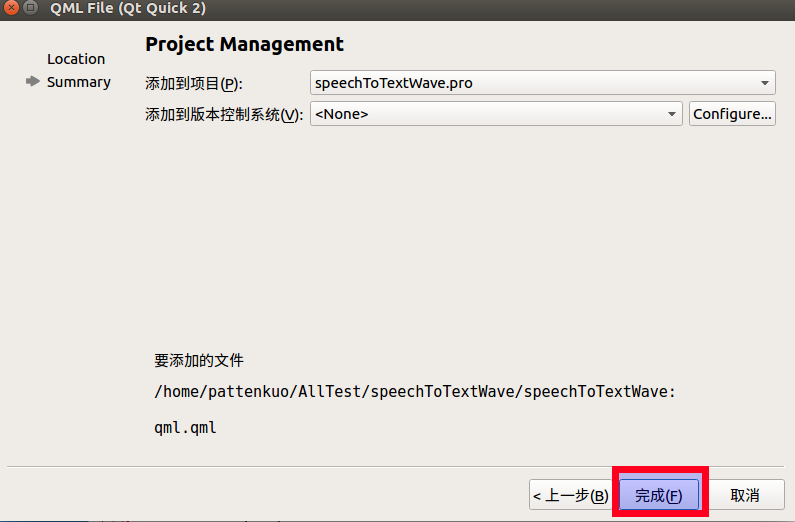 QML File (Qt Quick 2)
Project Management
Location
Summary
添加到项目(P): speechToTextWave.pro
添加到版本控制系统(V): <None> Configure...
要添加的文件
/home/pattenkuo/AllTest/speechToTextWave/speechToTextWave:
qml.qml
< 上一步(B) 完成(F) 取消